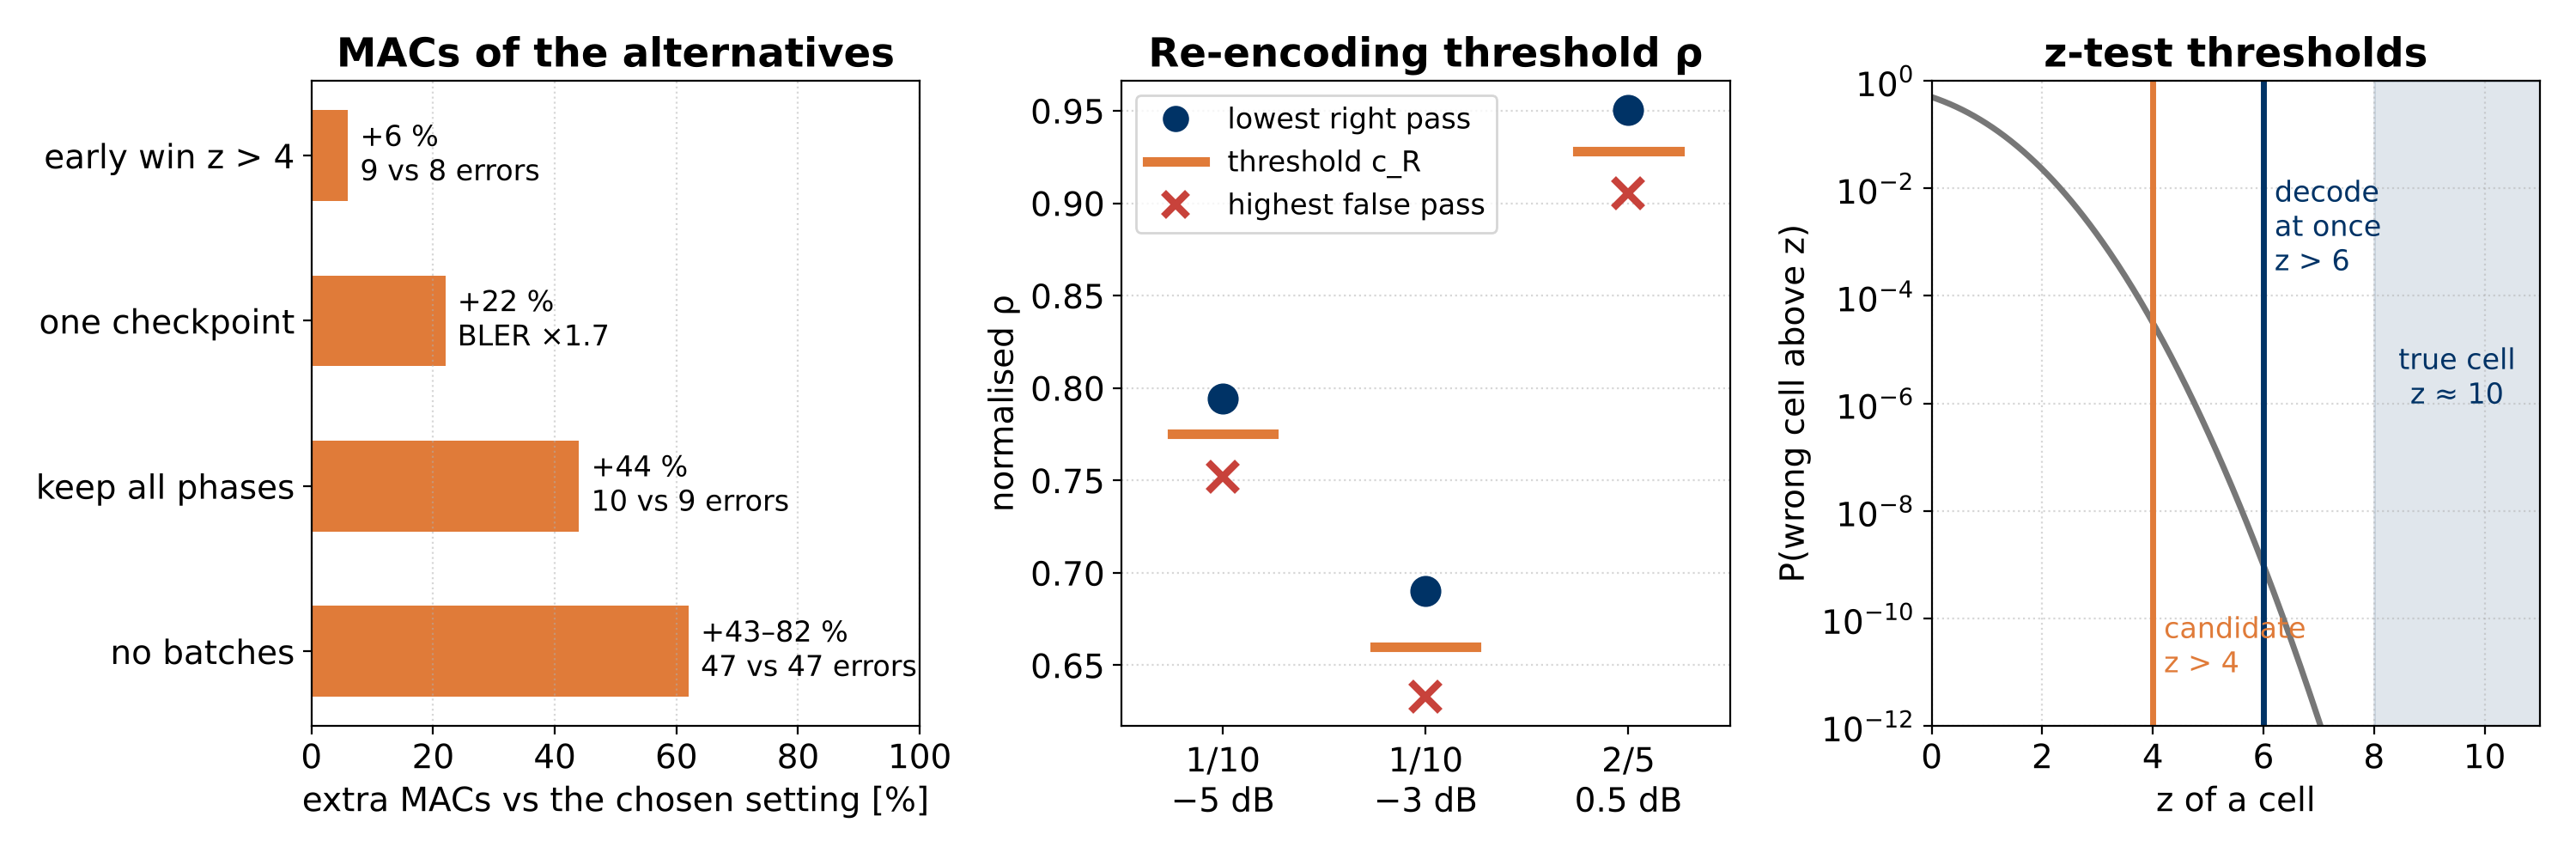 MACs of the alternatives
early win z > 4
one checkpoint
keep all phases
no batches
+6 %
9 vs 8 errors
+22 %
BLER ×1.7
+44 %
10 vs 9 errors
+43–82 %
47 vs 47 errors
0 20 40 60 80 100
extra MACs vs the chosen setting [%]
Re-encoding threshold ρ
normalised ρ
0.95
0.90
0.85
0.80
0.75
0.70
0.65
lowest right pass
threshold c_R
highest false pass
1/10 1/10 2/5
−5 dB −3 dB 0.5 dB
z-test thresholds
P(wrong cell above z)
10⁰
10⁻²
10⁻⁴
10⁻⁶
10⁻⁸
10⁻¹⁰
10⁻¹²
decode
at once
z > 6
true cell
z ≈ 10
candidate
z > 4
0 2 4 6 8 10
z of a cell